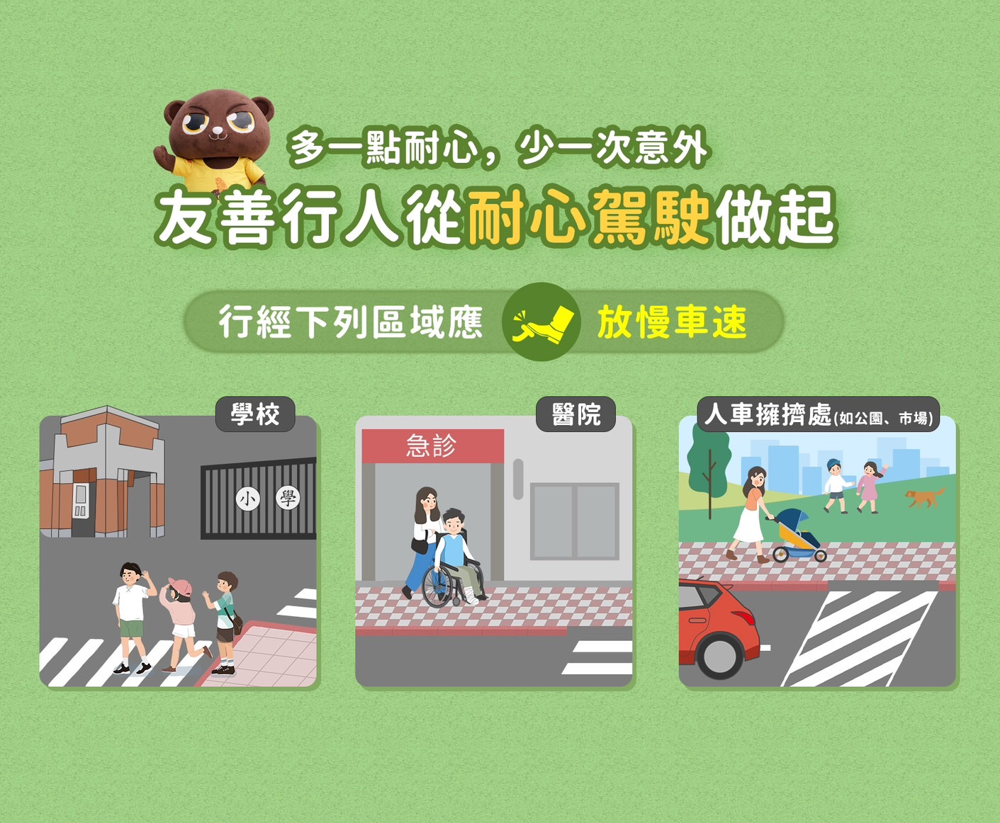 多一點耐心，少一次意外
友善行人從耐心駕駛做起
行經下列區域應 放慢車速
學校
小學
醫院
急診
人車擁擠處(如公園、市場)